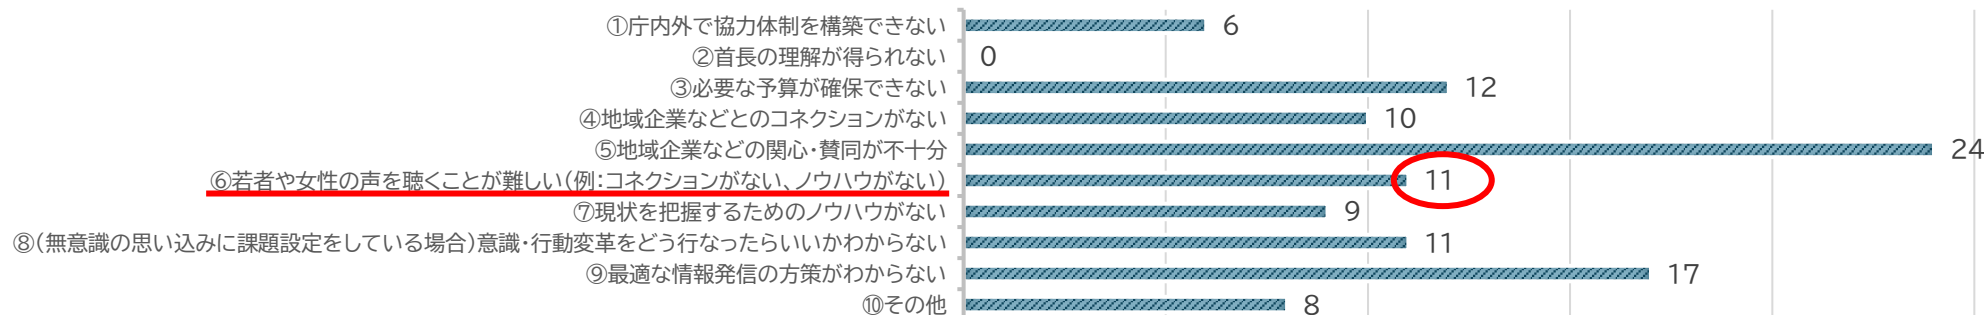 ①庁内外で協力体制を構築できない 6
②首長の理解が得られない 0
③必要な予算が確保できない 12
④地域企業などとのコネクションがない 10
⑤地域企業などの関心・賛同が不十分 24
⑥若者や女性の声を聴くことが難しい(例:コネクションがない、ノウハウがない) 11
⑦現状を把握するためのノウハウがない 9
⑧(無意識の思い込みに課題設定をしている場合)意識・行動変革をどう行なったらいいかわからない 11
⑨最適な情報発信の方策がわからない 17
⑩その他 8